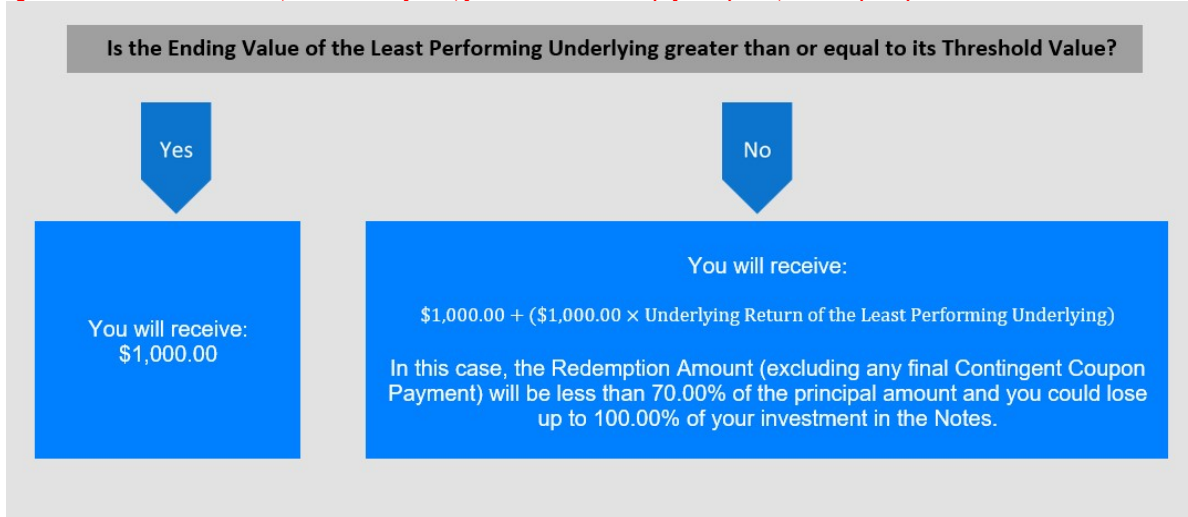 Is the Ending Value of the Least Performing Underlying greater than or equal to its Threshold Value?
Yes
No
You will receive:
$1,000.00
You will receive:
$1,000.00 + ($1,000.00 × Underlying Return of the Least Performing Underlying)
In this case, the Redemption Amount (excluding any final Contingent Coupon
Payment) will be less than 70.00% of the principal amount and you could lose
up to 100.00% of your investment in the Notes.